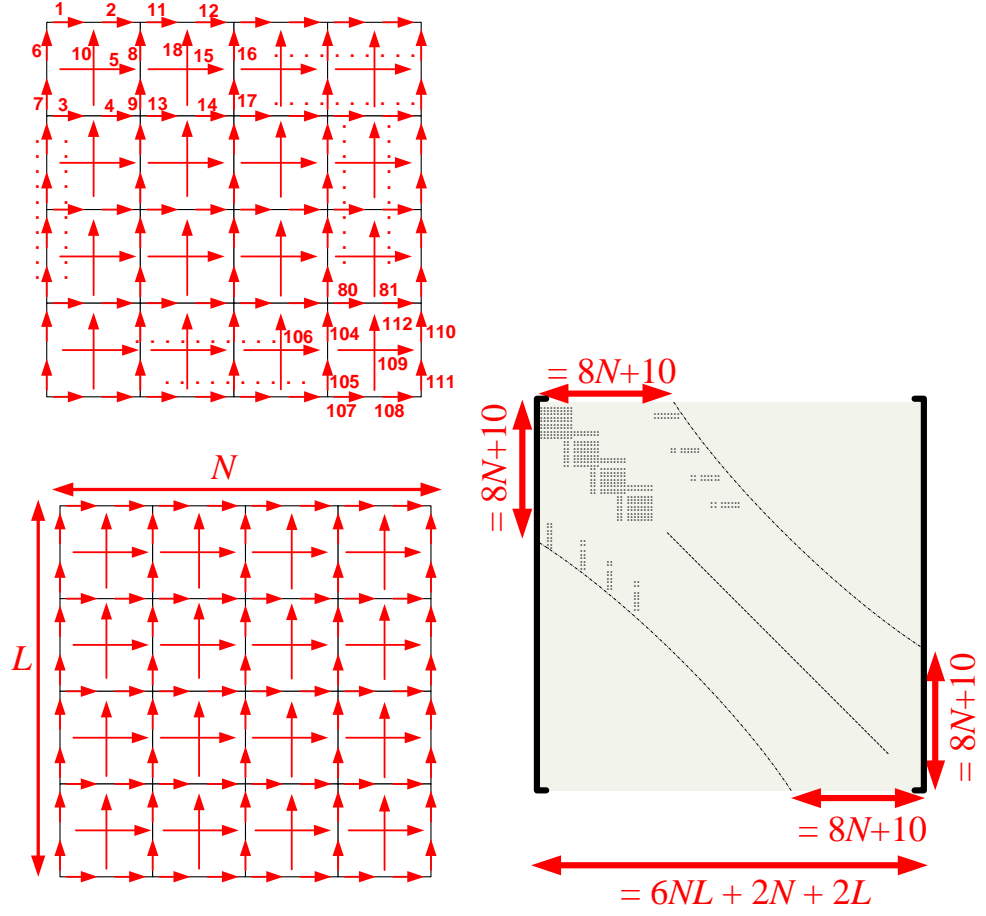 1 2 11 12
6 10 5 8 18 15 16
7 3 4 9 13 14 17
80 81
106 104 112 110
109
105 111
107 108
N
L
= 8N+10
= 8N+10
= 8N+10
= 8N+10
= 6NL + 2N + 2L